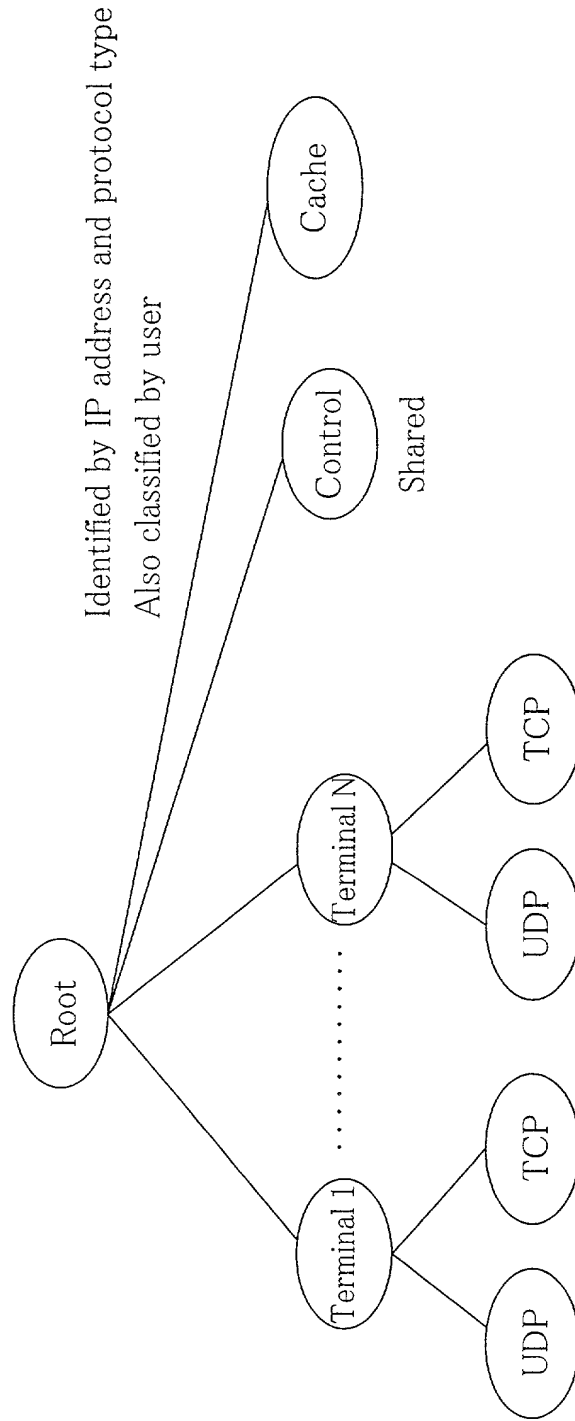 Identified by IP address and protocol type
Also classified by user
Root
Terminal 1
...........
Terminal N
Control
Cache
Shared
UDP
TCP
UDP
TCP